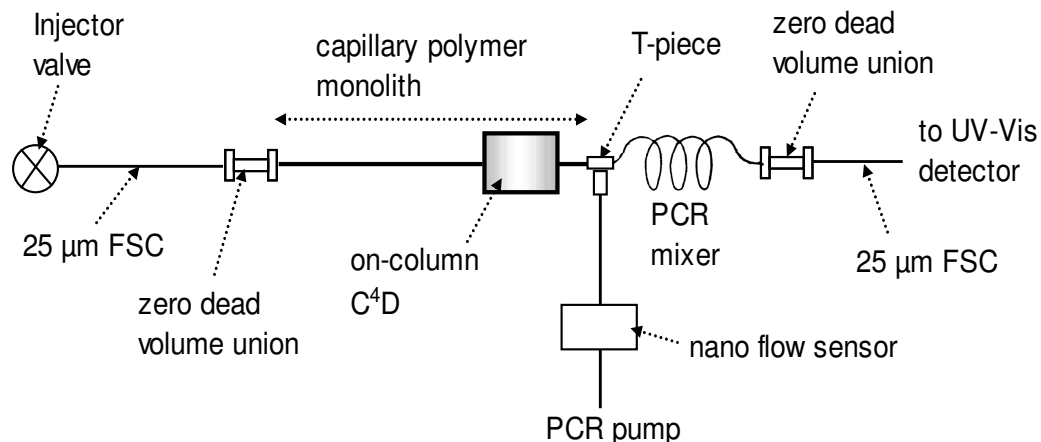 Injector
valve
capillary polymer
monolith
T-piece
zero dead
volume union
to UV-Vis
detector
25 µm FSC
zero dead
volume union
on-column
C⁴D
PCR
mixer
25 µm FSC
nano flow sensor
PCR pump